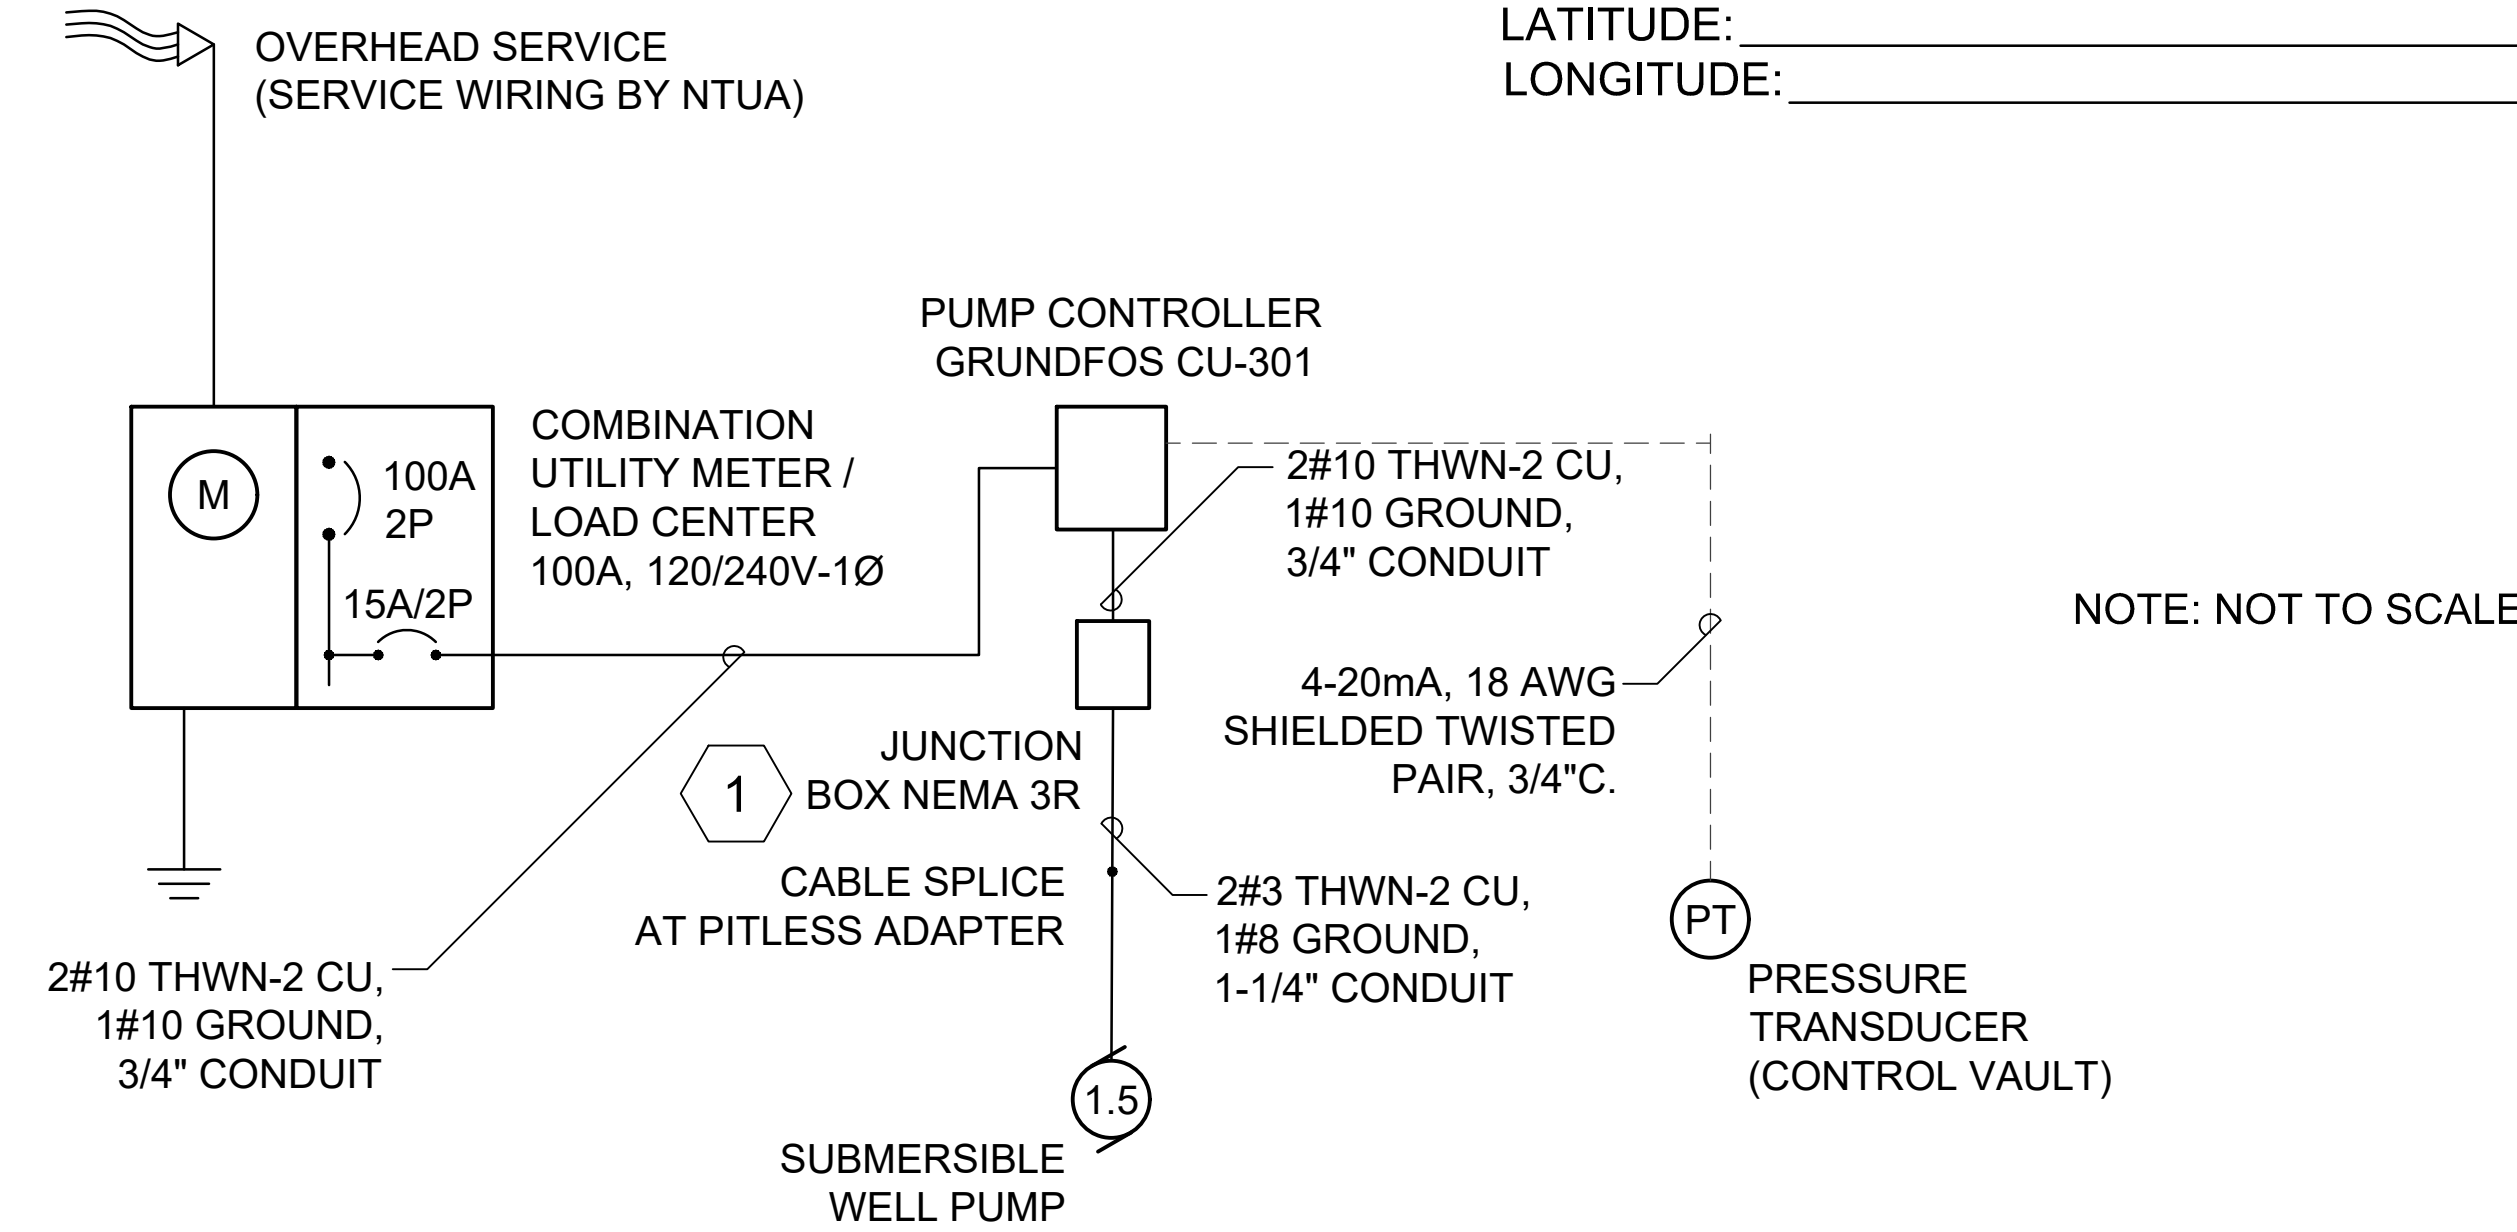 OVERHEAD SERVICE
(SERVICE WIRING BY NTUA)
LATITUDE:
LONGITUDE:
PUMP CONTROLLER
GRUNDFOS CU-301
M
100A
2P
15A/2P
COMBINATION
UTILITY METER /
LOAD CENTER
100A, 120/240V-1Ø
2#10 THWN-2 CU,
1#10 GROUND,
3/4" CONDUIT
NOTE: NOT TO SCALE
4-20mA, 18 AWG
SHIELDED TWISTED
PAIR, 3/4"C.
1
JUNCTION
BOX NEMA 3R
CABLE SPLICE
AT PITLESS ADAPTER
2#3 THWN-2 CU,
1#8 GROUND,
1-1/4" CONDUIT
PT
PRESSURE
TRANSDUCER
(CONTROL VAULT)
2#10 THWN-2 CU,
1#10 GROUND,
3/4" CONDUIT
1.5
SUBMERSIBLE
WELL PUMP